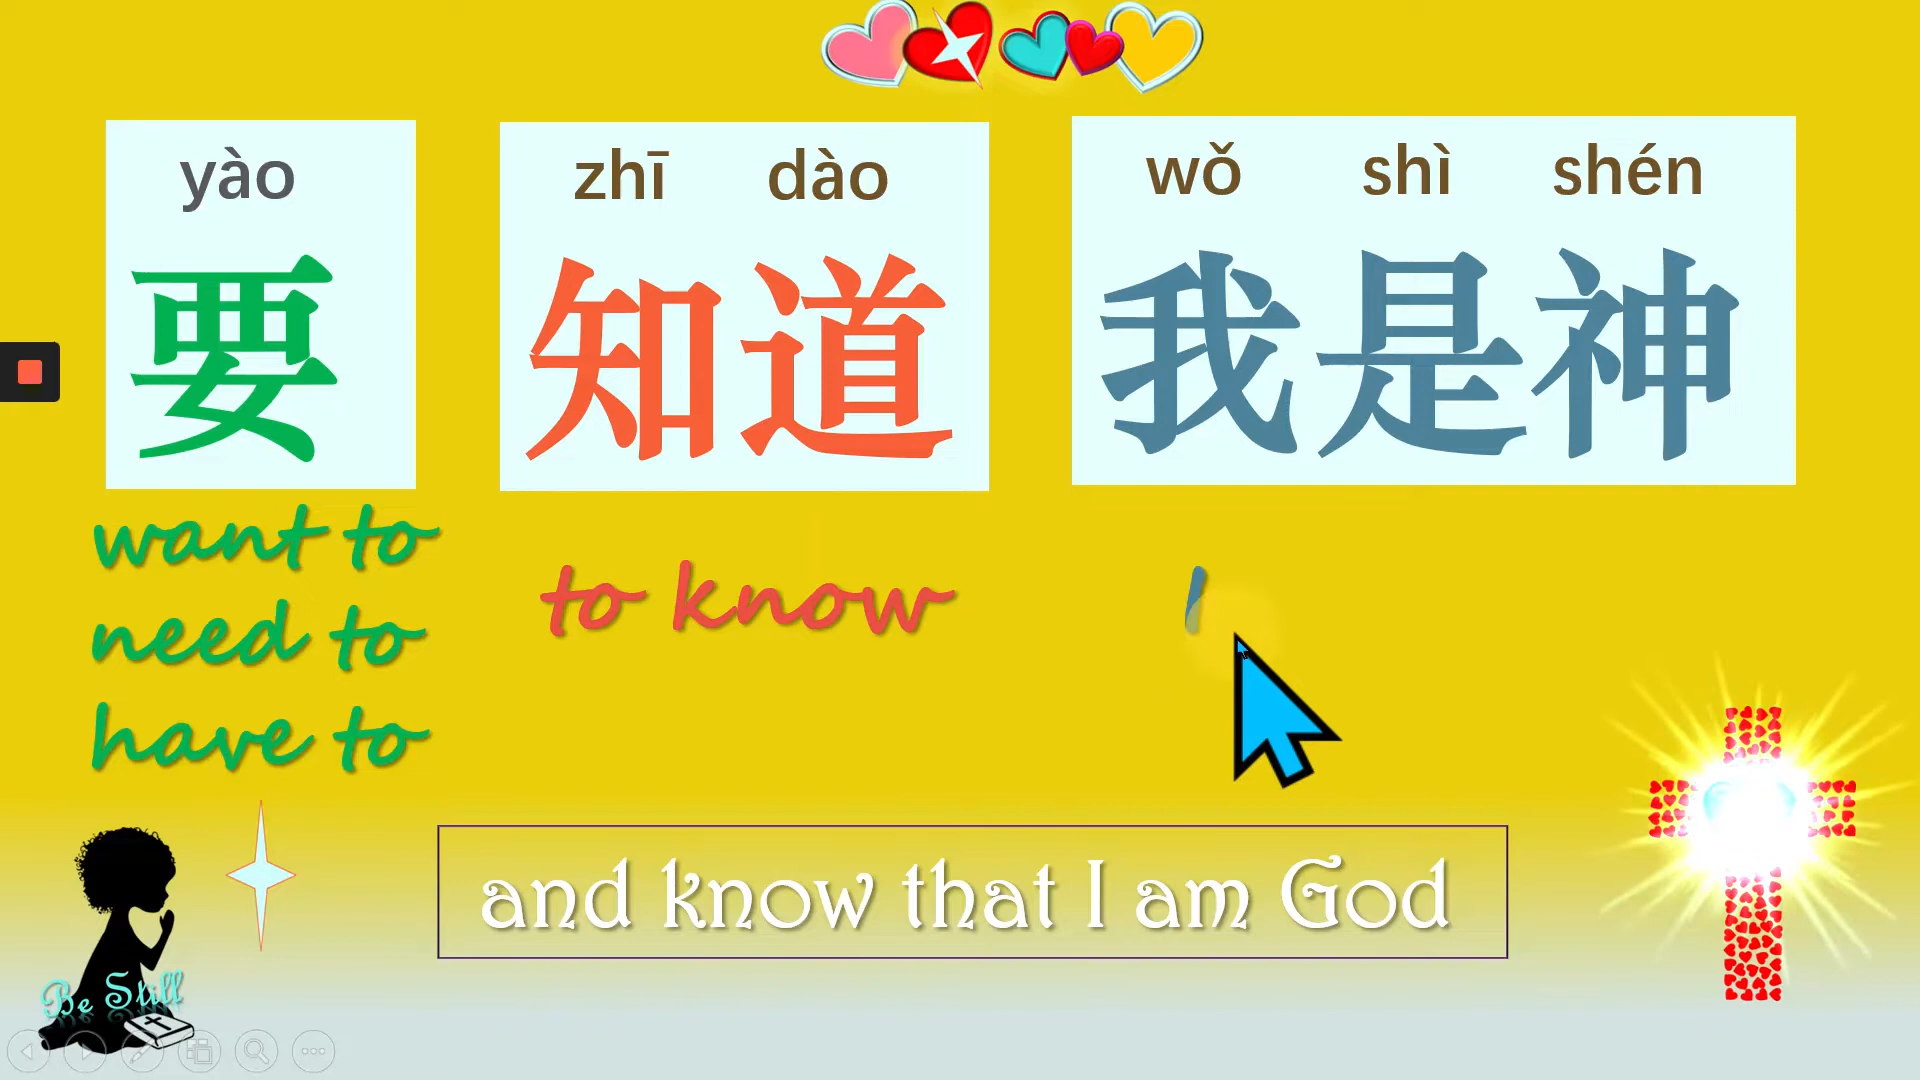 yào
要
zhī dào
知道
wǒ shì shén
我是神
want to
need to
have to
to know
I
and know that I am God
Be Still